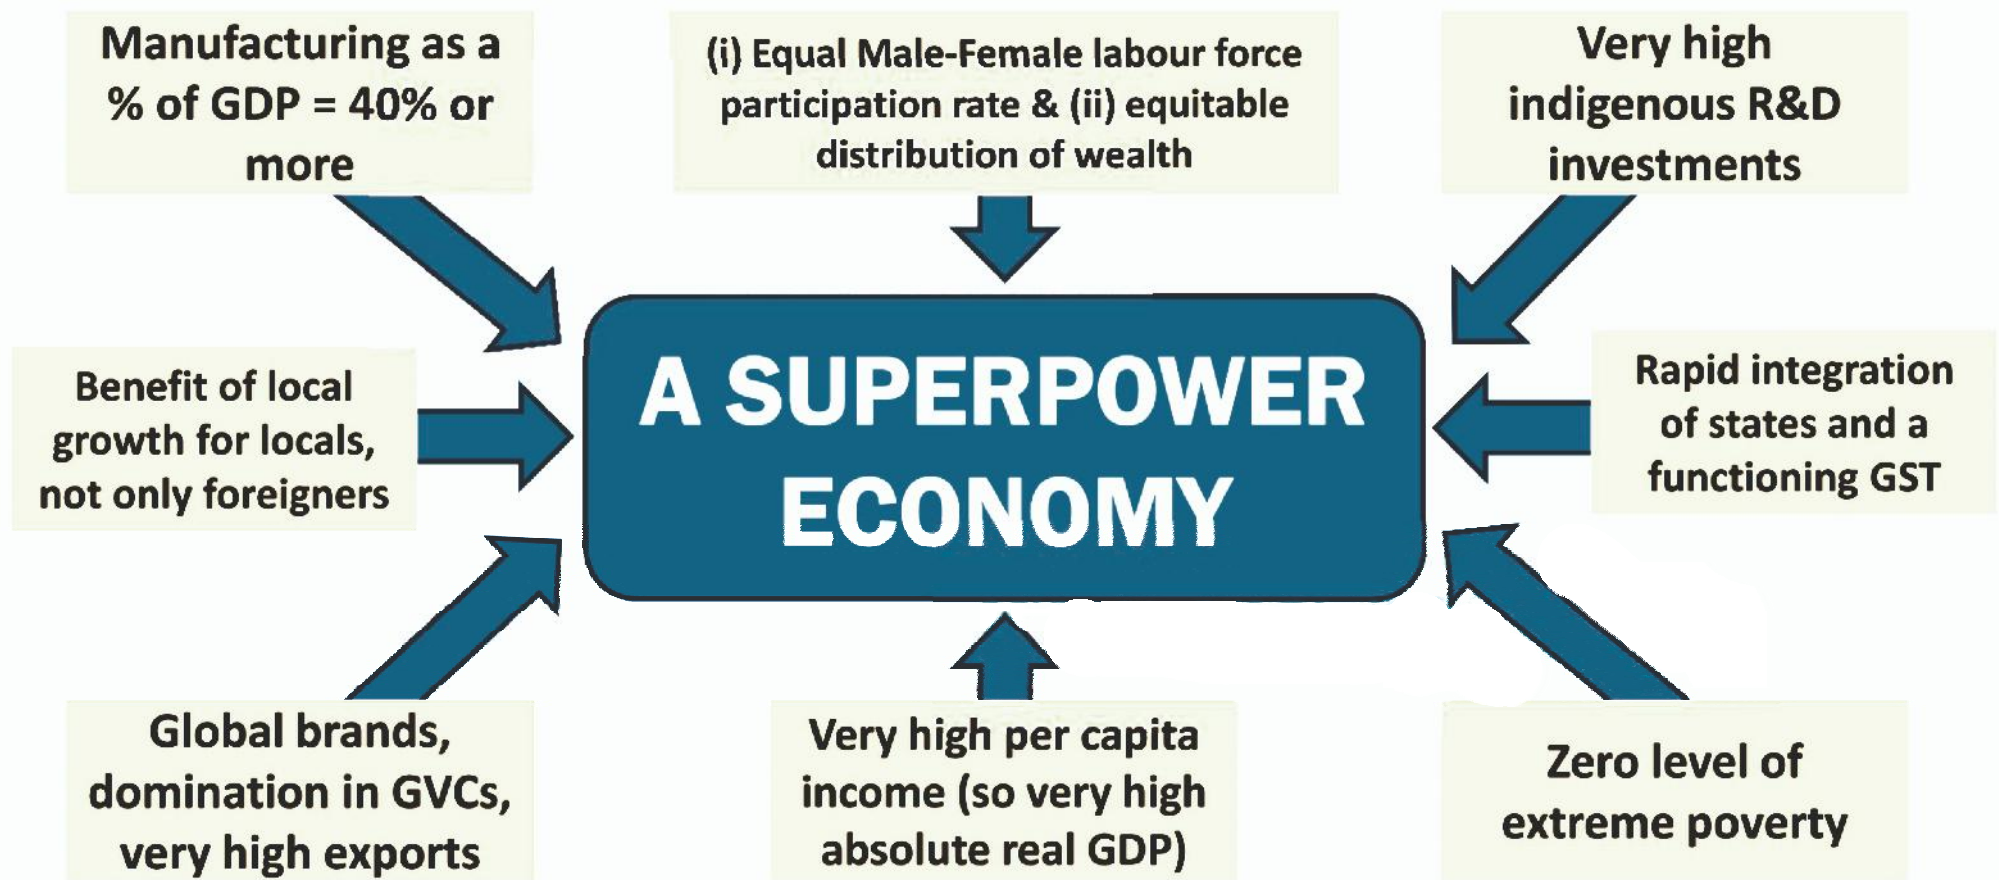 Manufacturing as a
% of GDP = 40% or
more
(i) Equal Male-Female labour force
participation rate & (ii) equitable
distribution of wealth
Very high
indigenous R&D
investments
Benefit of local
growth for locals,
not only foreigners
A SUPERPOWER
ECONOMY
Rapid integration
of states and a
functioning GST
Global brands,
domination in GVCs,
very high exports
Very high per capita
income (so very high
absolute real GDP)
Zero level of
extreme poverty